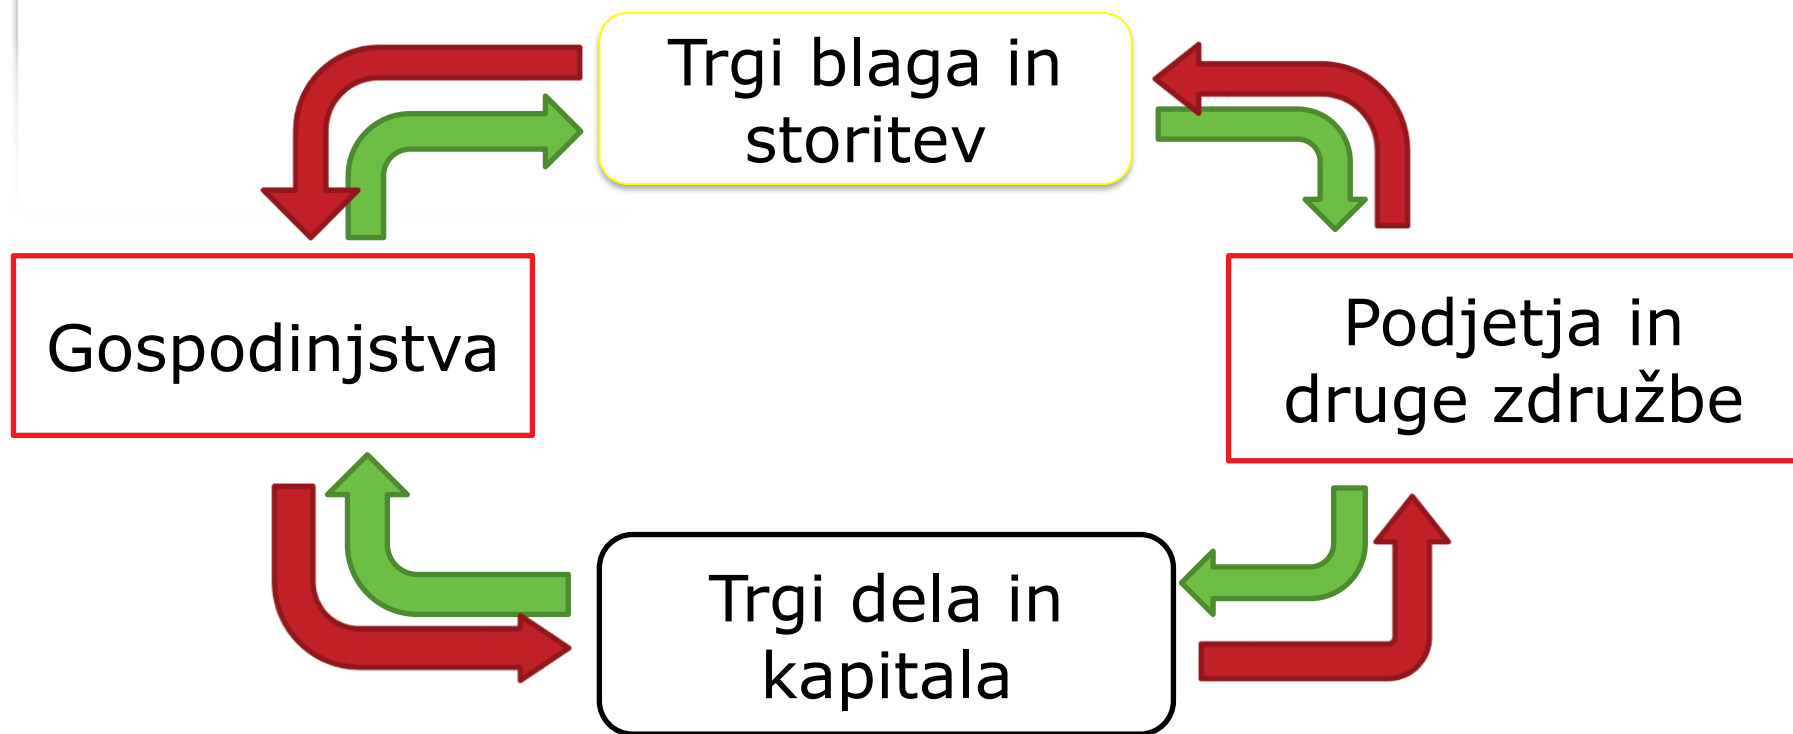 Trgi blaga in
storitev
Gospodinjstva
Podjetja in
druge združbe
Trgi dela in
kapitala